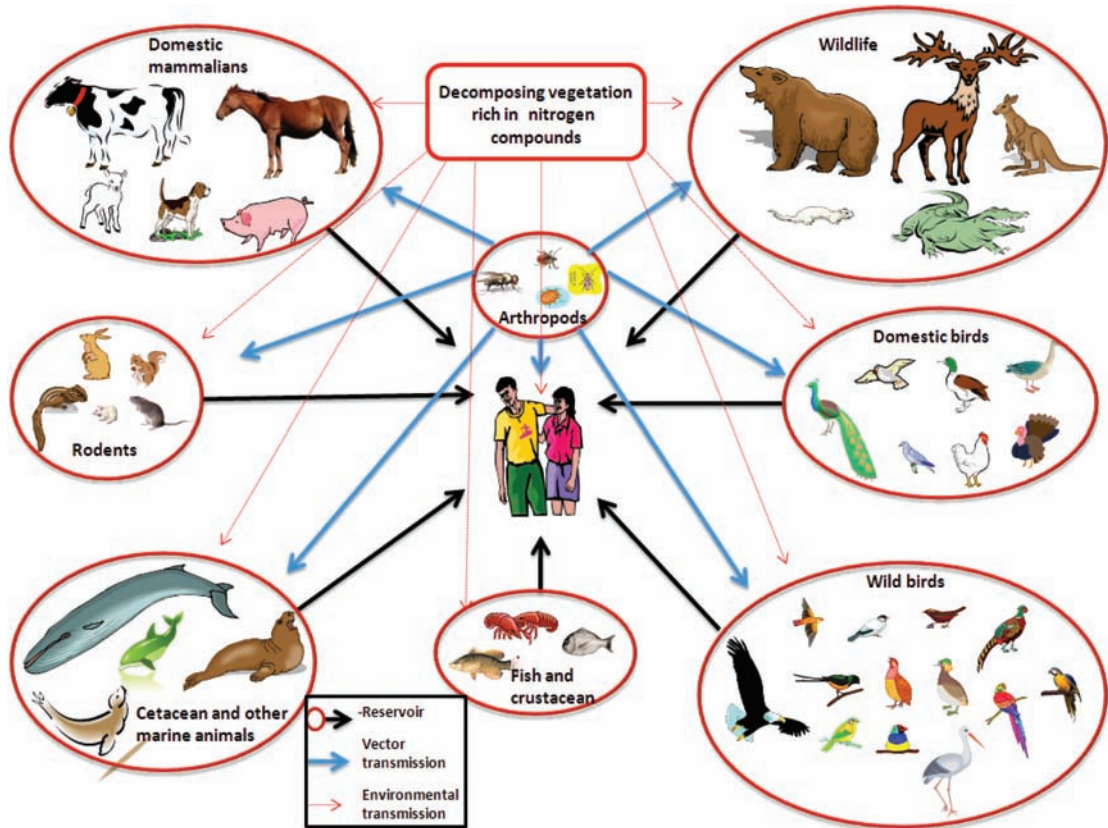 Domestic
mammalians
Decomposing vegetation
rich in nitrogen
compounds
Wildlife
Arthropods
Rodents
Domestic birds
Cetacean and other
marine animals
Fish and
crustacean
Wild birds
-Reservoir
Vector
transmission
Environmental
transmission